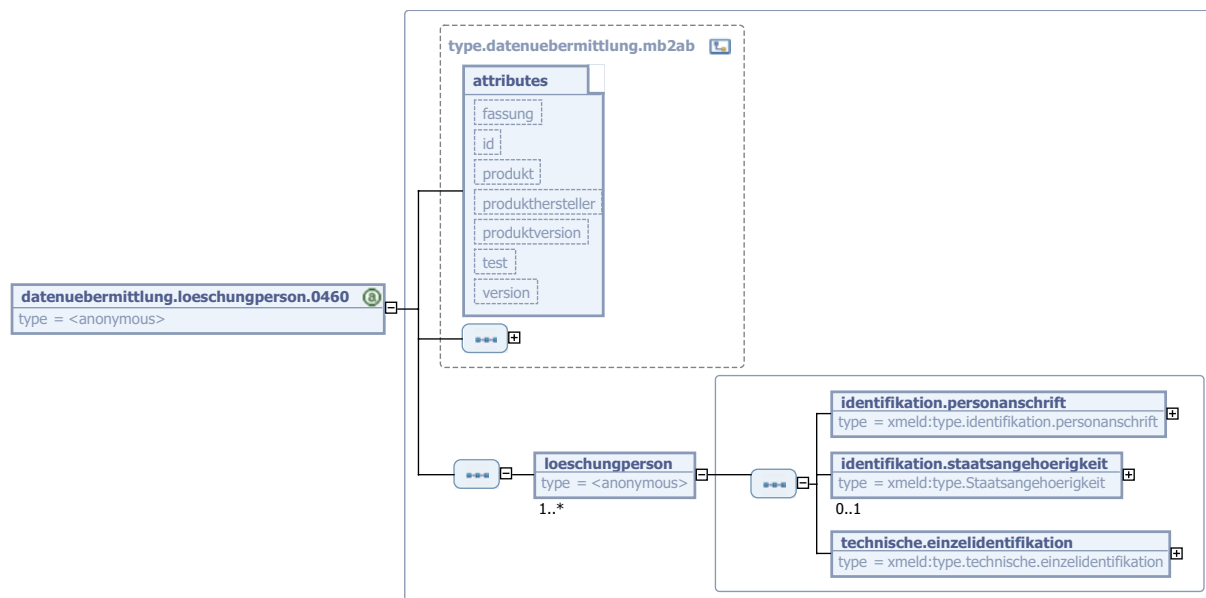 type.datenuebermittlung.mb2ab
attributes
fassung
id
produkt
produkthersteller
produktversion
test
version
datenuebermittlung.loeschungperson.0460 a
type = <anonymous>
loeschungperson
type = <anonymous>
1..*
identifikation.personanschrift
type = xmeld:type.identifikation.personanschrift
identifikation.staatsangehoerigkeit
type = xmeld:type.Staatsangehoerigkeit
0..1
technische.einzelidentifikation
type = xmeld:type.technische.einzelidentifikation